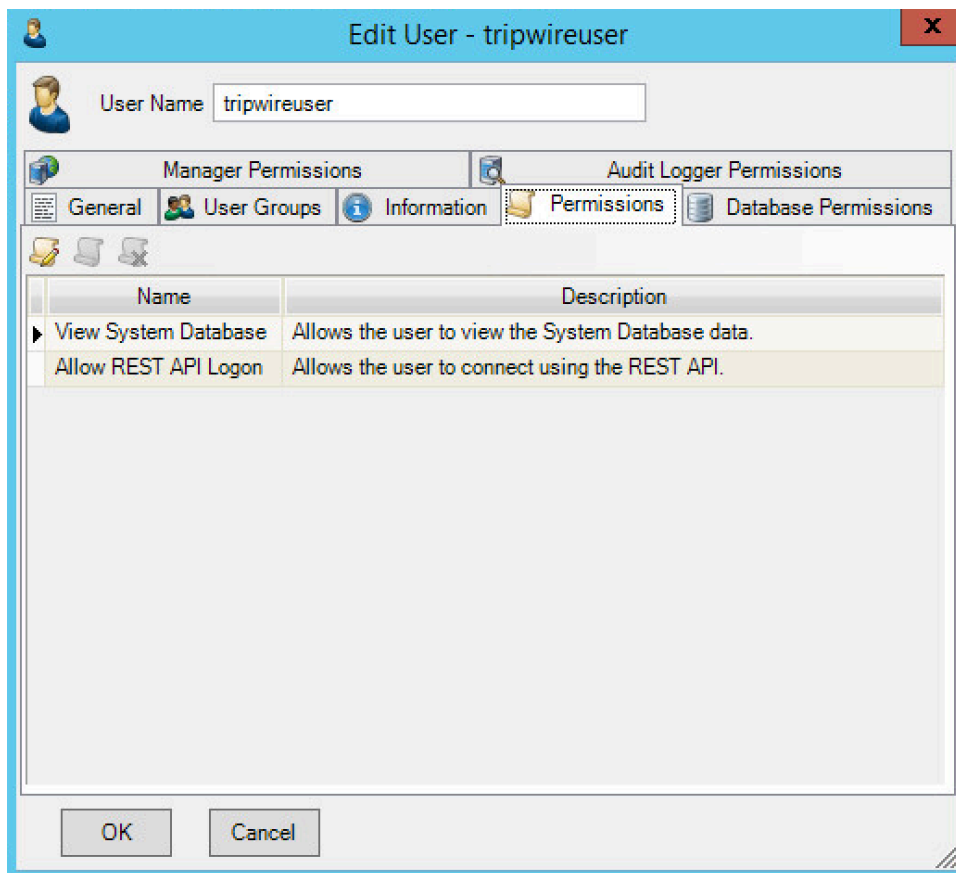 Edit User - tripwireuser
x
User Name tripwireuser
Manager Permissions Audit Logger Permissions
General User Groups Information Permissions Database Permissions
Name Description
View System Database Allows the user to view the System Database data.
Allow REST API Logon Allows the user to connect using the REST API.
OK Cancel